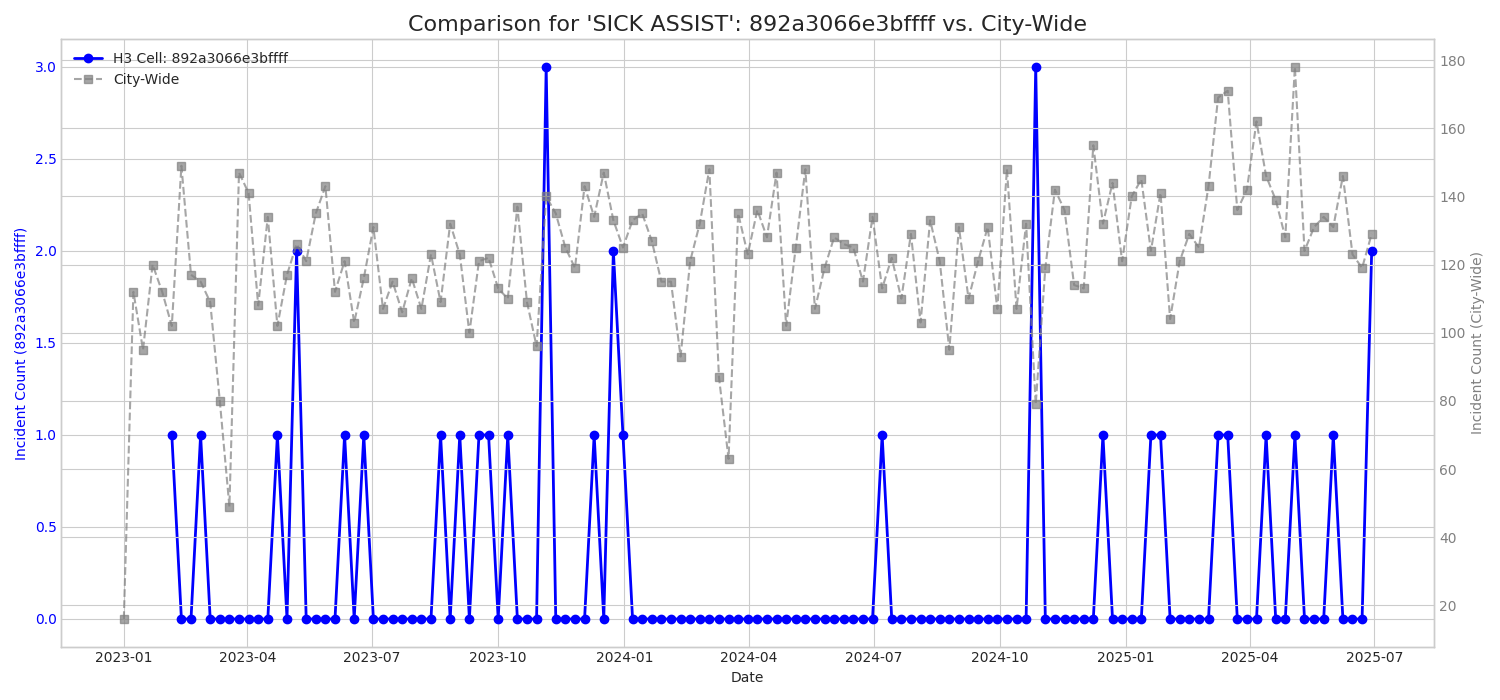 Comparison for 'SICK ASSIST': 892a3066e3bffff vs. City-Wide
H3 Cell: 892a3066e3bffff
City-Wide
Incident Count (892a3066e3bffff)
3.0
2.5
2.0
1.5
1.0
0.5
0.0
180
160
140
120
100
80
60
40
20
Incident Count (City-Wide)
2023-01 2023-04 2023-07 2023-10 2024-01 2024-04 2024-07 2024-10 2025-01 2025-04 2025-07
Date